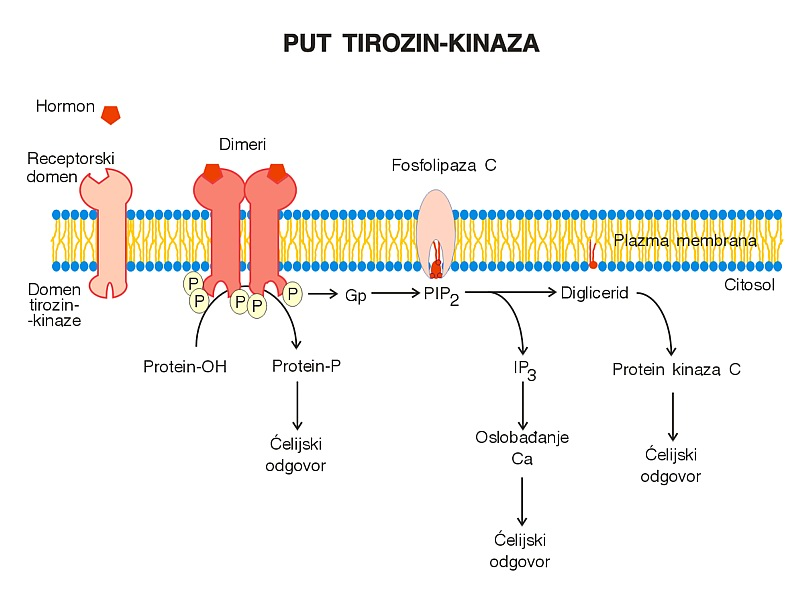 PUT TIROZIN-KINAZA
Hormon
Receptorski
domen
Dimeri
Fosfolipaza C
Plazma membrana
Citosol
Domen
tirozin-
-kinaze
P
P
P
P
P
Gp
PIP2
Diglicerid
Protein-OH
Protein-P
IP3
Protein kinaza C
Ćelijski
odgovor
Oslobađanje
Ca
Ćelijski
odgovor
Ćelijski
odgovor